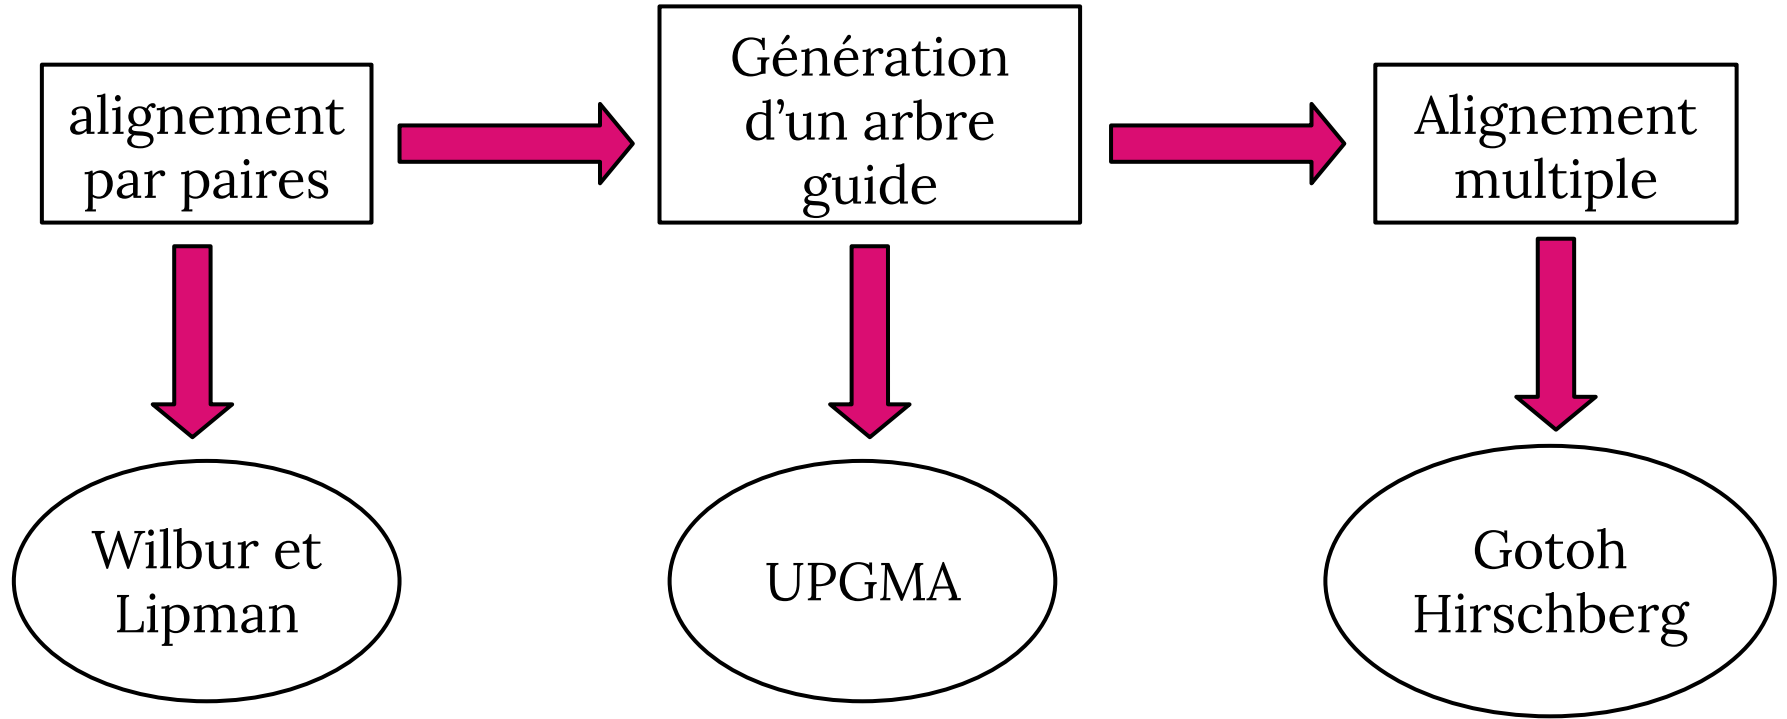 alignement
par paires
Génération
d’un arbre
guide
Alignement
multiple
Wilbur et
Lipman
UPGMA
Gotoh
Hirschberg